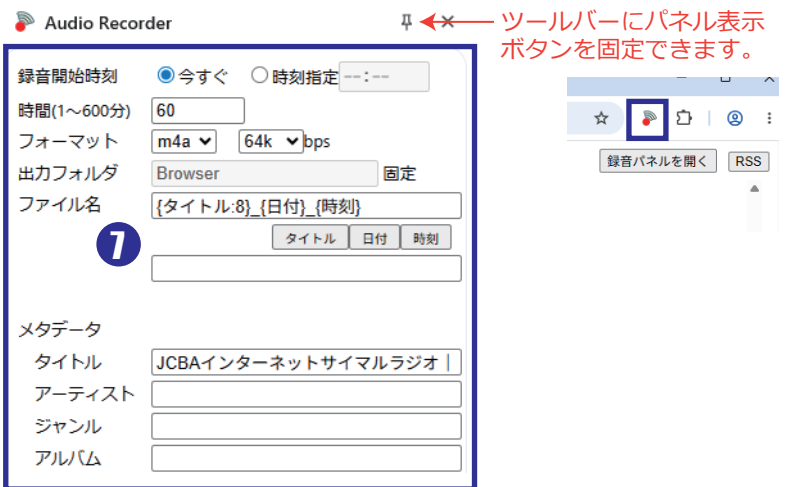 Audio Recorder
ツールバーにパネル表示
ボタンを固定できます。
録音開始時刻 今すぐ 時刻指定 --:--
時間(1～600分) 60
フォーマット m4a 64k bps
出力フォルダ Browser 固定
ファイル名 {タイトル:8}_{日付}_{時刻}
タイトル 日付 時刻
7
メタデータ
タイトル JCBAインターネットサイマルラジオ｜
アーティスト
ジャンル
アルバム
録音パネルを開く RSS